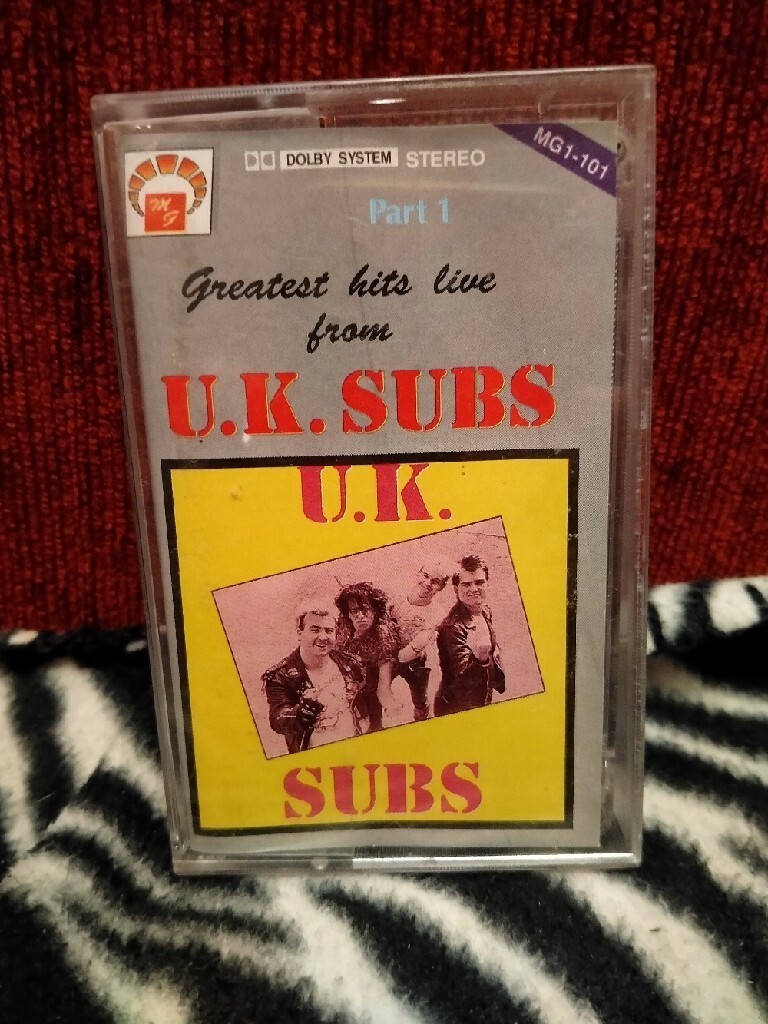 DOLBY SYSTEM STEREO
MG1-101
Part 1
Greatest hits live
from
U.K. SUBS
U.K.
SUBS